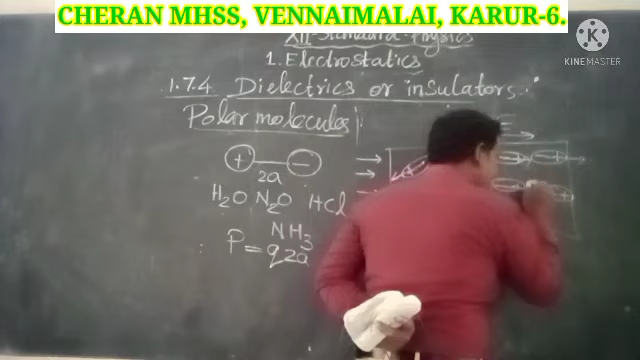 CHERAN MHSS, VENNAIMALAI, KARUR-6.
K
KINEMASTER
XII - Standard - Physics
1. Electrostatics
1.7.4 Dielectrics or insulators:
Polar molecules
+ −
2a
H2O N2O HCl
NH3
P = q2a
E